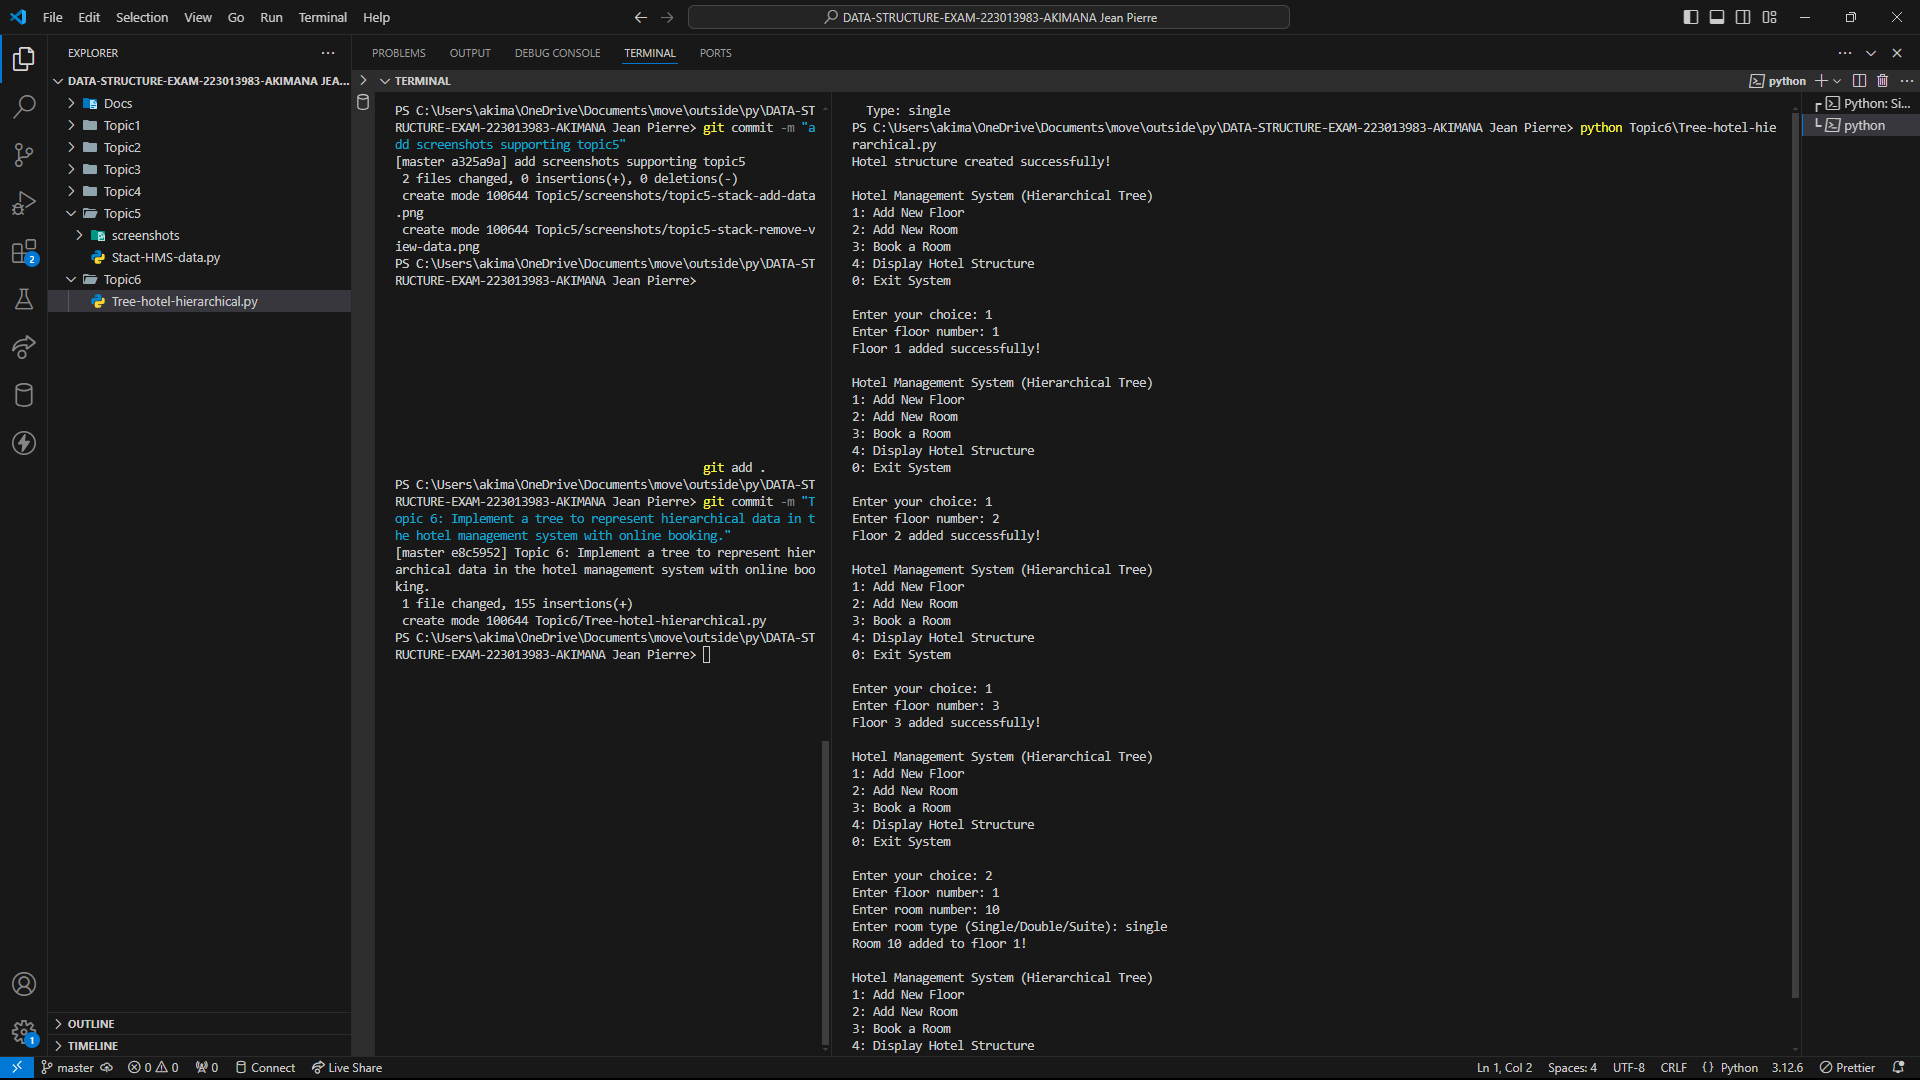 File Edit Selection View Go Run Terminal Help
DATA-STRUCTURE-EXAM-223013983-AKIMANA Jean Pierre
EXPLORER
DATA-STRUCTURE-EXAM-223013983-AKIMANA JEA...
Docs
Topic1
Topic2
Topic3
Topic4
Topic5
screenshots
Stact-HMS-data.py
Topic6
Tree-hotel-hierarchical.py
OUTLINE
TIMELINE
2
1
PROBLEMS OUTPUT DEBUG CONSOLE TERMINAL PORTS
TERMINAL
python
PS C:\Users\akima\OneDrive\Documents\move\outside\py\DATA-ST
RUCTURE-EXAM-223013983-AKIMANA Jean Pierre> git commit -m "a
dd screenshots supporting topic5"
[master a325a9a] add screenshots supporting topic5
2 files changed, 0 insertions(+), 0 deletions(-)
create mode 100644 Topic5/screenshots/topic5-stack-add-data
.png
create mode 100644 Topic5/screenshots/topic5-stack-remove-v
iew-data.png
PS C:\Users\akima\OneDrive\Documents\move\outside\py\DATA-ST
RUCTURE-EXAM-223013983-AKIMANA Jean Pierre>
git add .
PS C:\Users\akima\OneDrive\Documents\move\outside\py\DATA-ST
RUCTURE-EXAM-223013983-AKIMANA Jean Pierre> git commit -m "T
opic 6: Implement a tree to represent hierarchical data in t
he hotel management system with online booking."
[master e8c5952] Topic 6: Implement a tree to represent hier
archical data in the hotel management system with online boo
king.
1 file changed, 155 insertions(+)
create mode 100644 Topic6/Tree-hotel-hierarchical.py
PS C:\Users\akima\OneDrive\Documents\move\outside\py\DATA-ST
RUCTURE-EXAM-223013983-AKIMANA Jean Pierre>
Type: single
PS C:\Users\akima\OneDrive\Documents\move\outside\py\DATA-STRUCTURE-EXAM-223013983-AKIMANA Jean Pierre> python Topic6\Tree-hotel-hie
rarchical.py
Hotel structure created successfully!
Hotel Management System (Hierarchical Tree)
1: Add New Floor
2: Add New Room
3: Book a Room
4: Display Hotel Structure
0: Exit System
Enter your choice: 1
Enter floor number: 1
Floor 1 added successfully!
Hotel Management System (Hierarchical Tree)
1: Add New Floor
2: Add New Room
3: Book a Room
4: Display Hotel Structure
0: Exit System
Enter your choice: 1
Enter floor number: 2
Floor 2 added successfully!
Hotel Management System (Hierarchical Tree)
1: Add New Floor
2: Add New Room
3: Book a Room
4: Display Hotel Structure
0: Exit System
Enter your choice: 1
Enter floor number: 3
Floor 3 added successfully!
Hotel Management System (Hierarchical Tree)
1: Add New Floor
2: Add New Room
3: Book a Room
4: Display Hotel Structure
0: Exit System
Enter your choice: 2
Enter floor number: 1
Enter room number: 10
Enter room type (Single/Double/Suite): single
Room 10 added to floor 1!
Hotel Management System (Hierarchical Tree)
1: Add New Floor
2: Add New Room
3: Book a Room
4: Display Hotel Structure
Python: Si...
python
master 0 0 0 Connect Live Share
Ln 1, Col 2 Spaces: 4 UTF-8 CRLF { } Python 3.12.6 Prettier